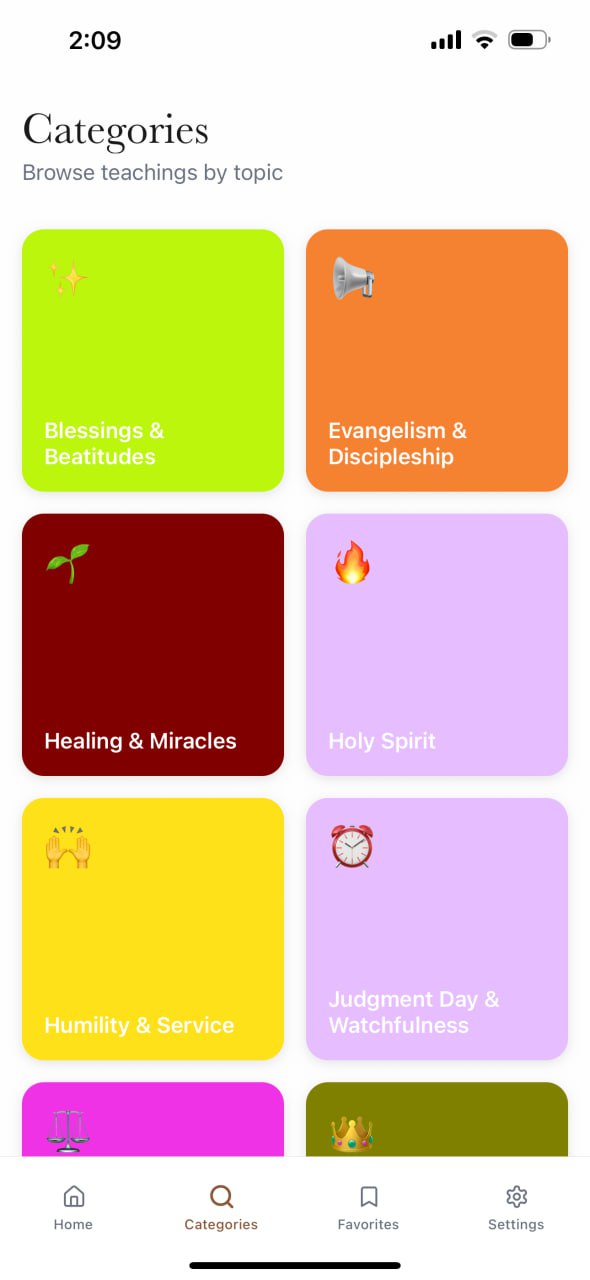 2:09
Categories
Browse teachings by topic
Blessings &
Beatitudes
Evangelism &
Discipleship
Healing & Miracles
Holy Spirit
Humility & Service
Judgment Day &
Watchfulness
Home
Categories
Favorites
Settings